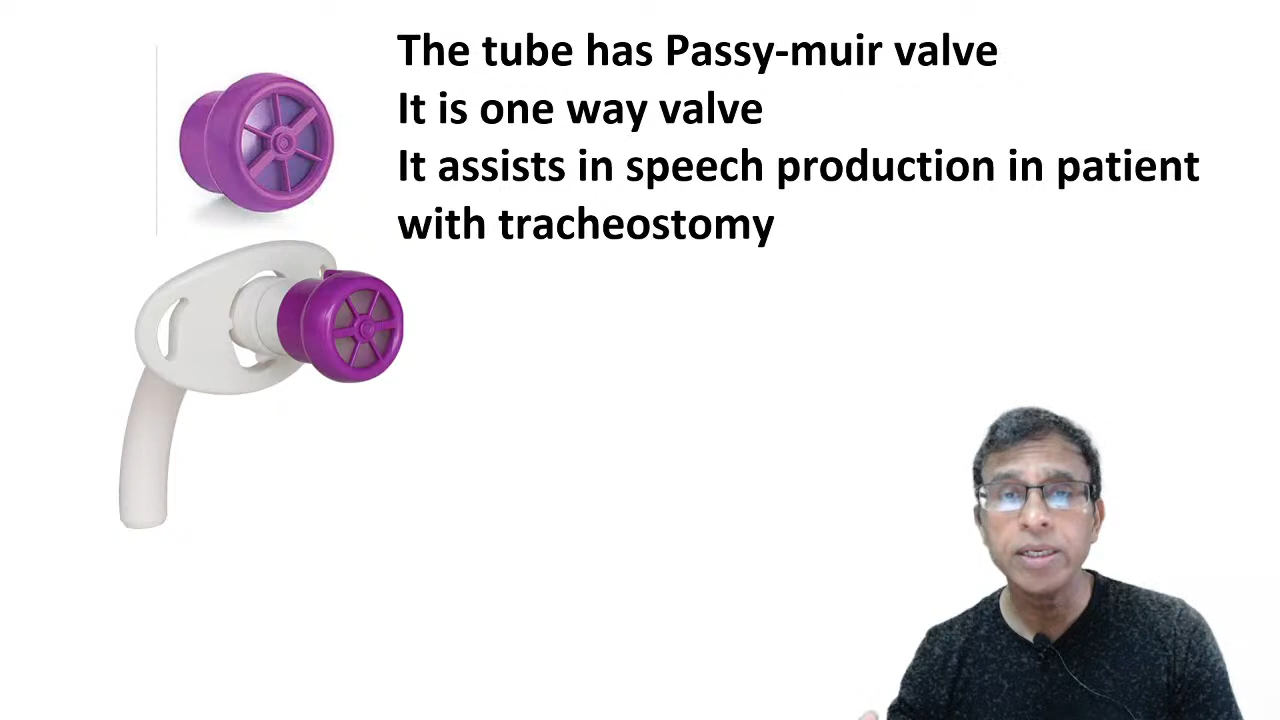 The tube has Passy-muir valve
It is one way valve
It assists in speech production in patient
with tracheostomy